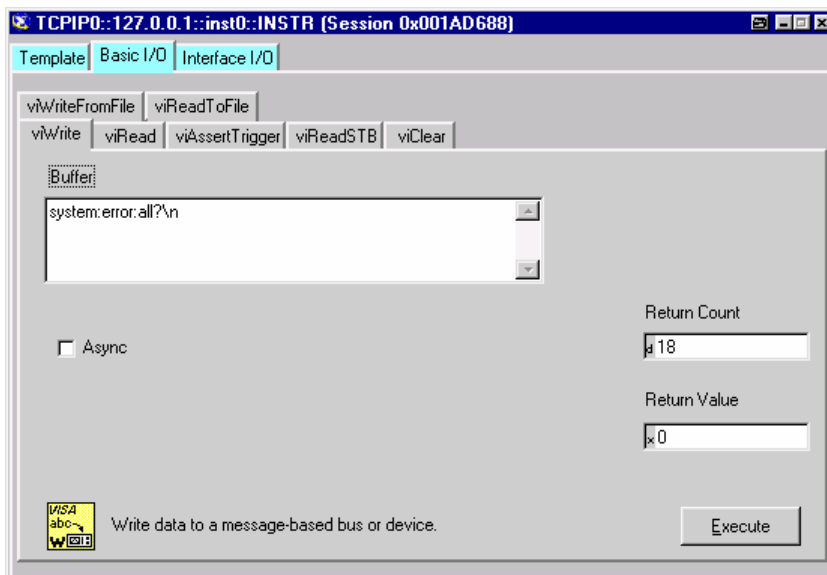 TCPIP0::127.0.0.1::inst0::INSTR (Session 0x001AD688)
Template Basic I/O Interface I/O
viWriteFromFile viReadToFile
viWrite viRead viAssertTrigger viReadSTB viClear
Buffer
system:error:all?\n
Return Count
Async
d 18
Return Value
x 0
VISA
abc
W
Write data to a message-based bus or device.
Execute